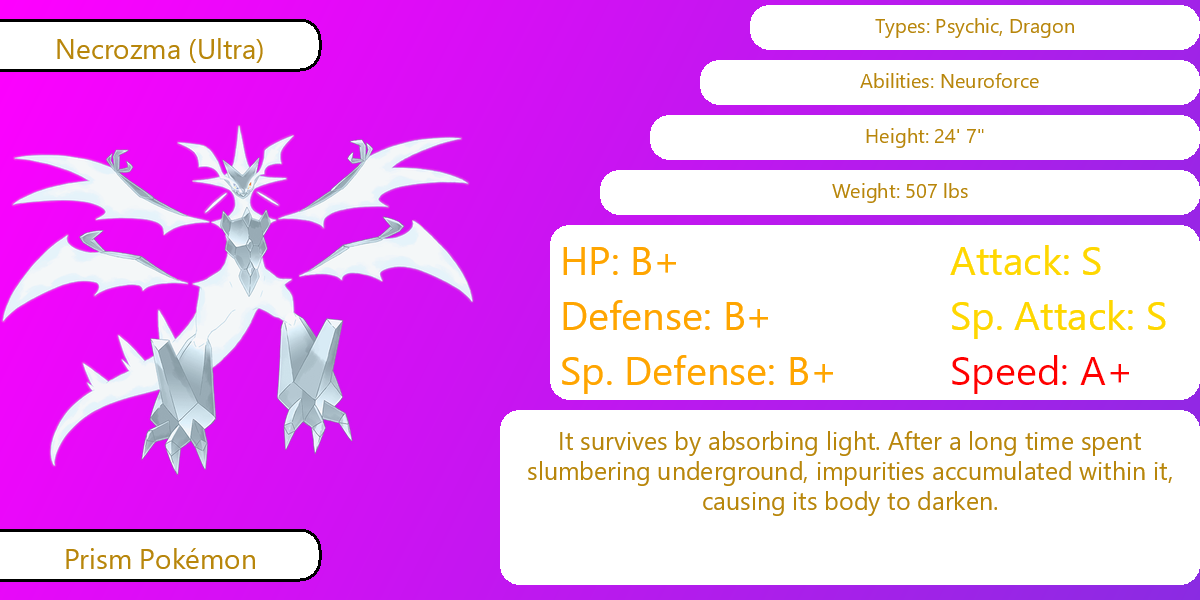 Necrozma (Ultra)
Types: Psychic, Dragon
Abilities: Neuroforce
Height: 24' 7"
Weight: 507 lbs
HP: B+
Attack: S
Defense: B+
Sp. Attack: S
Sp. Defense: B+
Speed: A+
It survives by absorbing light. After a long time spent
slumbering underground, impurities accumulated within it,
causing its body to darken.
Prism Pokémon